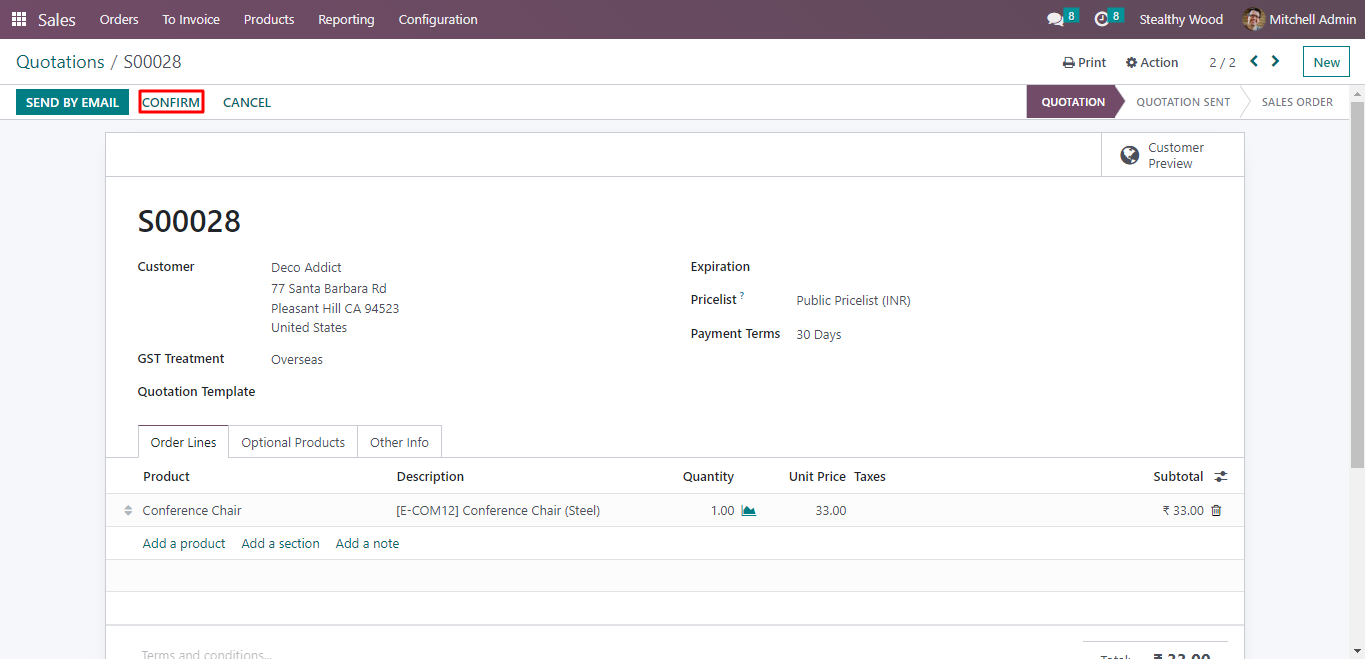 Sales Orders To Invoice Products Reporting Configuration 8 8 Stealthy Wood Mitchell Admin
Quotations / S00028 Print Action 2 / 2 New
SEND BY EMAIL CONFIRM CANCEL QUOTATION QUOTATION SENT SALES ORDER
Customer
Preview
S00028
Customer Deco Addict Expiration
77 Santa Barbara Rd
Pleasant Hill CA 94523 Pricelist ? Public Pricelist (INR)
United States
Payment Terms 30 Days
GST Treatment Overseas
Quotation Template
Order Lines Optional Products Other Info
Product Description Quantity Unit Price Taxes Subtotal
Conference Chair [E-COM12] Conference Chair (Steel) 1.00 33.00 ₹ 33.00
Add a product Add a section Add a note
Terms and conditions...
Total: ₹ 33.00